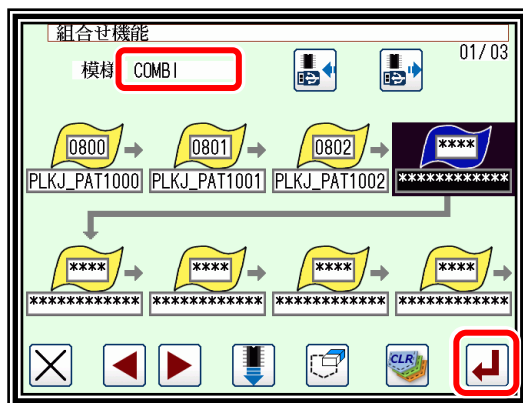 組合せ機能
01/03
模様 COMBI
0800 0801 0802 ****
PLKJ_PAT1000 PLKJ_PAT1001 PLKJ_PAT1002 ************
**** **** **** ****
************ ************ ************ ************
CLR